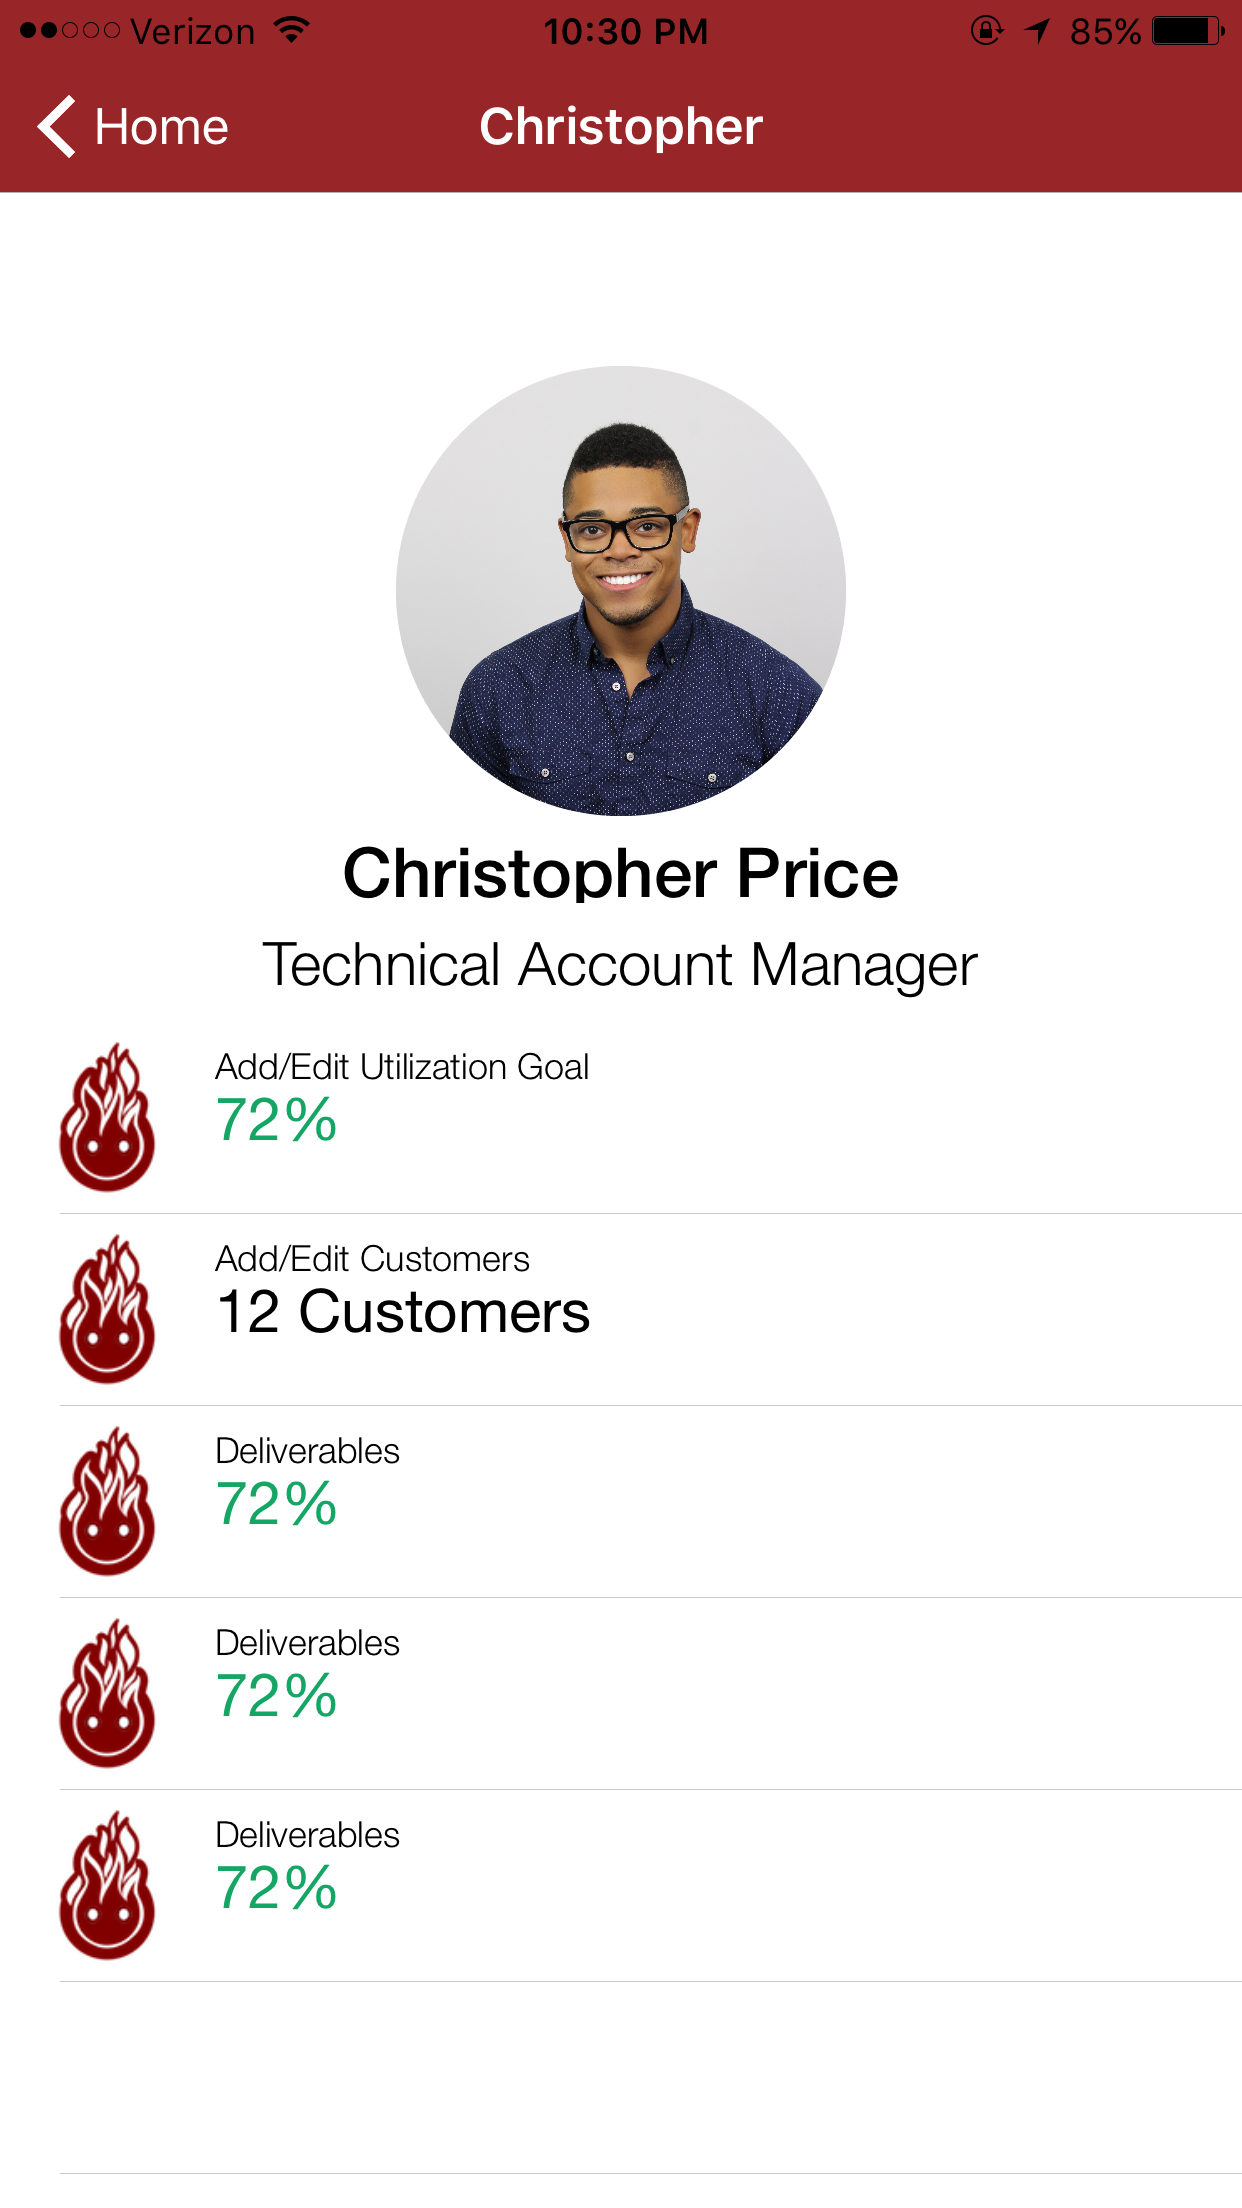 Verizon 10:30 PM 85%
Home Christopher
Christopher Price
Technical Account Manager
Add/Edit Utilization Goal
72%
Add/Edit Customers
12 Customers
Deliverables
72%
Deliverables
72%
Deliverables
72%